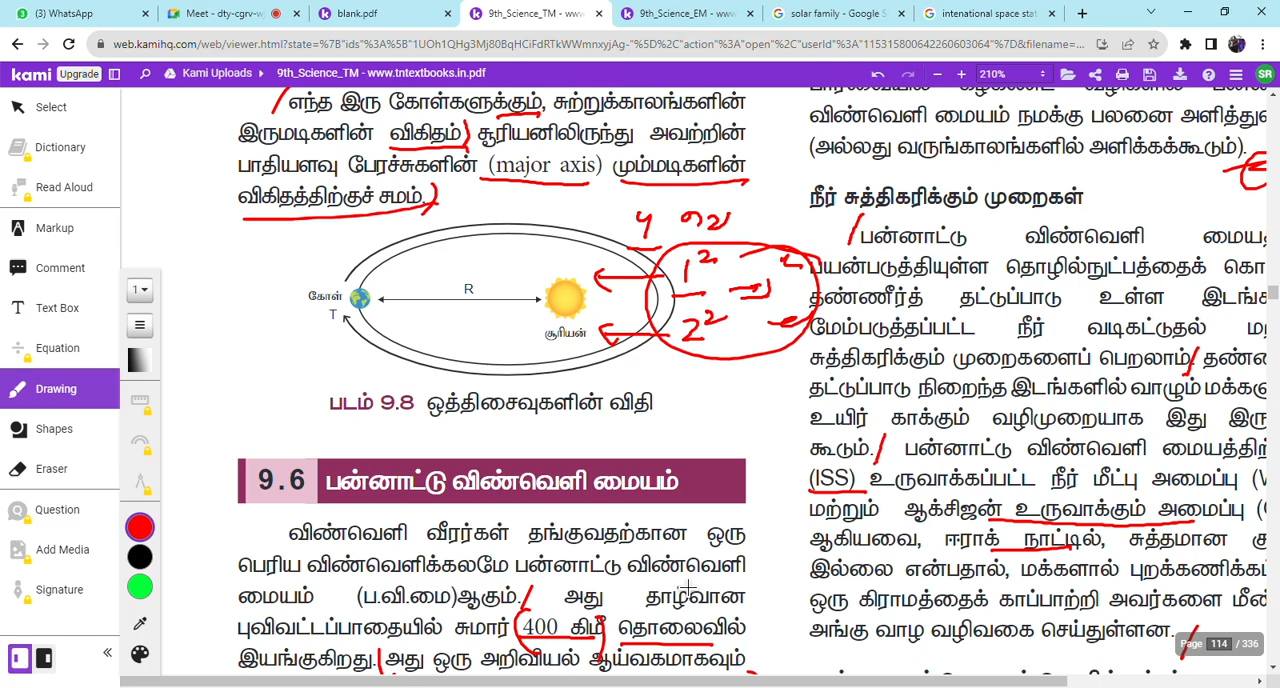 (3) WhatsApp
Meet - dty-cgrv-w
blank.pdf
9th_Science_TM - www
9th_Science_EM - www
solar family - Google S
intenational space stat
web.kamihq.com/web/viewer.html?state=%7B"ids"%3A%5B"1UOh1QHg3Mj80BqHCiFdRTkWWmnxyjAg-"%5D%2C"action"%3A"open"%2C"userId"%3A"115315800642260603064"%7D&filename=...
kami Upgrade
Kami Uploads
9th_Science_TM - www.tntextbooks.in.pdf
210%
SR
Select
Dictionary
Read Aloud
Markup
Comment
Text Box
Equation
Drawing
Shapes
Eraser
Question
Add Media
Signature
1
எந்த இரு கோள்களுக்கும், சுற்றுக்காலங்களின்
இருமடிகளின் விகிதம் சூரியனிலிருந்து அவற்றின்
பாதியளவு பேரச்சுகளின் (major axis) மும்மடிகளின்
விகிதத்திற்குச் சமம்.
கோள்
T
R
சூரியன்
1²
2²
படம் 9.8 ஒத்திசைவுகளின் விதி
9.6 பன்னாட்டு விண்வெளி மையம்
விண்வெளி வீரர்கள் தங்குவதற்கான ஒரு
பெரிய விண்வெளிக்கலமே பன்னாட்டு விண்வெளி
மையம் (ப.வி.மை)ஆகும். அது தாழ்வான
புவிவட்டப்பாதையில் சுமார் 400 கிமீ தொலைவில்
இயங்குகிறது. அது ஒரு அறிவியல் ஆய்வகமாகவும்
விண்வெளி மையம் நமக்கு பலனை அளித்து
(அல்லது வருங்காலங்களில் அளிக்கக்கூடும்).
நீர் சுத்திகரிக்கும் முறைகள்
பன்னாட்டு விண்வெளி மைய
பயன்படுத்தியுள்ள தொழில்நுட்பத்தைக் கொ
தண்ணீர்த் தட்டுப்பாடு உள்ள இடங்க
மேம்படுத்தப்பட்ட நீர் வடிகட்டுதல் ம
சுத்திகரிக்கும் முறைகளைப் பெறலாம். தண்
தட்டுப்பாடு நிறைந்த இடங்களில் வாழும் மக்க
உயிர் காக்கும் வழிமுறையாக இது இரு
கூடும். பன்னாட்டு விண்வெளி மையத்தி
(ISS) உருவாக்கப்பட்ட நீர் மீட்பு அமைப்பு (
மற்றும் ஆக்சிஜன் உருவாக்கும் அமைப்பு (
ஆகியவை, ஈராக் நாட்டில், சுத்தமான கு
இல்லை என்பதால், மக்களால் புறக்கணிக்க
ஒரு கிராமத்தைக் காப்பாற்றி அவர்களை மீ
அங்கு வாழ வழிவகை செய்துள்ளன.
Page 114 / 336